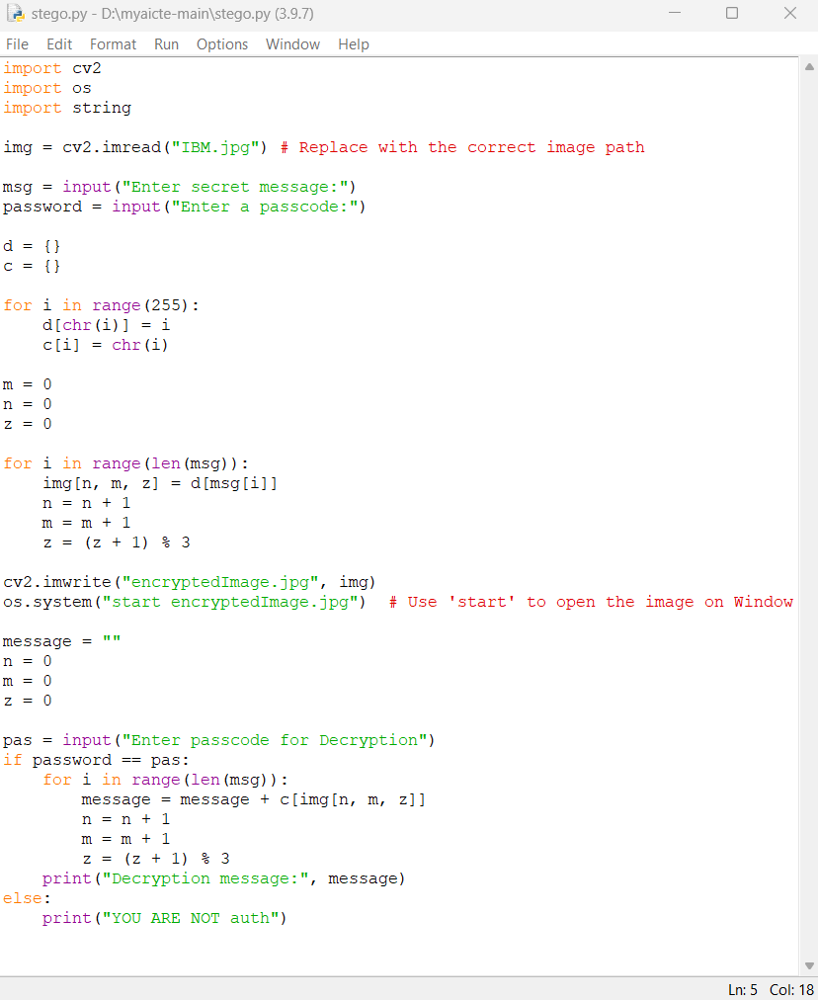 stego.py - D:\myaicte-main\stego.py (3.9.7)
File Edit Format Run Options Window Help
import cv2
import os
import string

img = cv2.imread("IBM.jpg") # Replace with the correct image path

msg = input("Enter secret message:")
password = input("Enter a passcode:")

d = {}
c = {}

for i in range(255):
    d[chr(i)] = i
    c[i] = chr(i)

m = 0
n = 0
z = 0

for i in range(len(msg)):
    img[n, m, z] = d[msg[i]]
    n = n + 1
    m = m + 1
    z = (z + 1) % 3

cv2.imwrite("encryptedImage.jpg", img)
os.system("start encryptedImage.jpg")  # Use 'start' to open the image on Window

message = ""
n = 0
m = 0
z = 0

pas = input("Enter passcode for Decryption")
if password == pas:
    for i in range(len(msg)):
        message = message + c[img[n, m, z]]
        n = n + 1
        m = m + 1
        z = (z + 1) % 3
    print("Decryption message:", message)
else:
    print("YOU ARE NOT auth")
Ln: 5 Col: 18